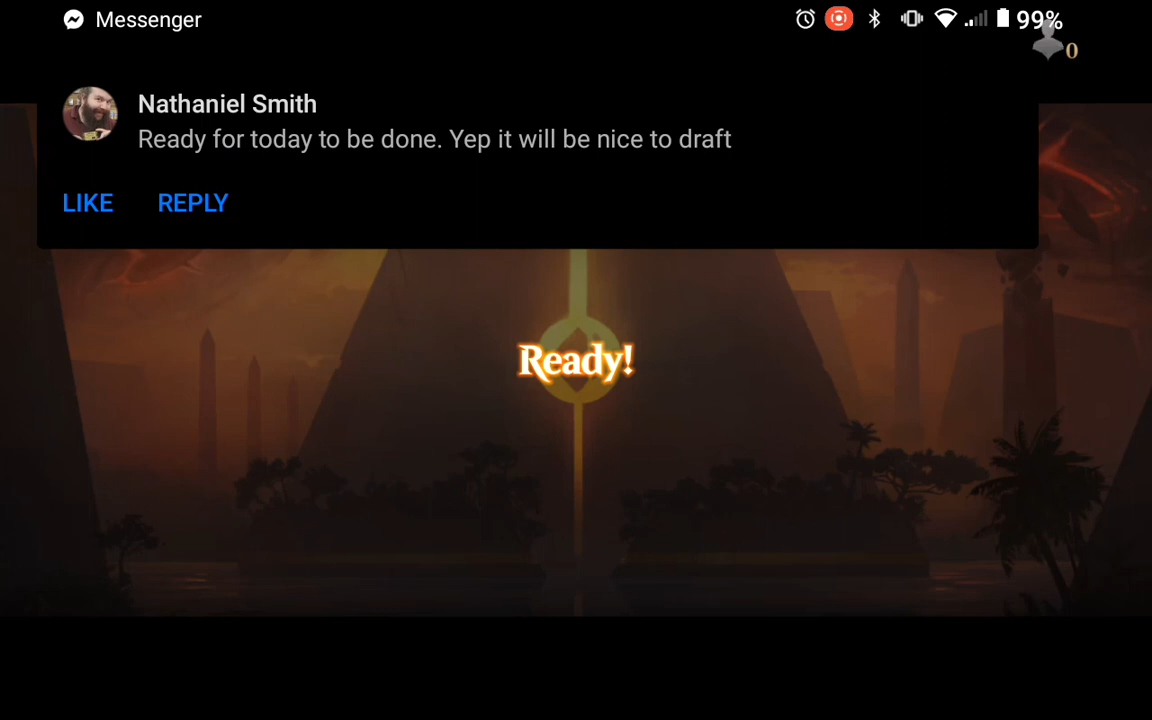 Messenger
99%
0
Nathaniel Smith
Ready for today to be done. Yep it will be nice to draft
LIKE REPLY
Ready!